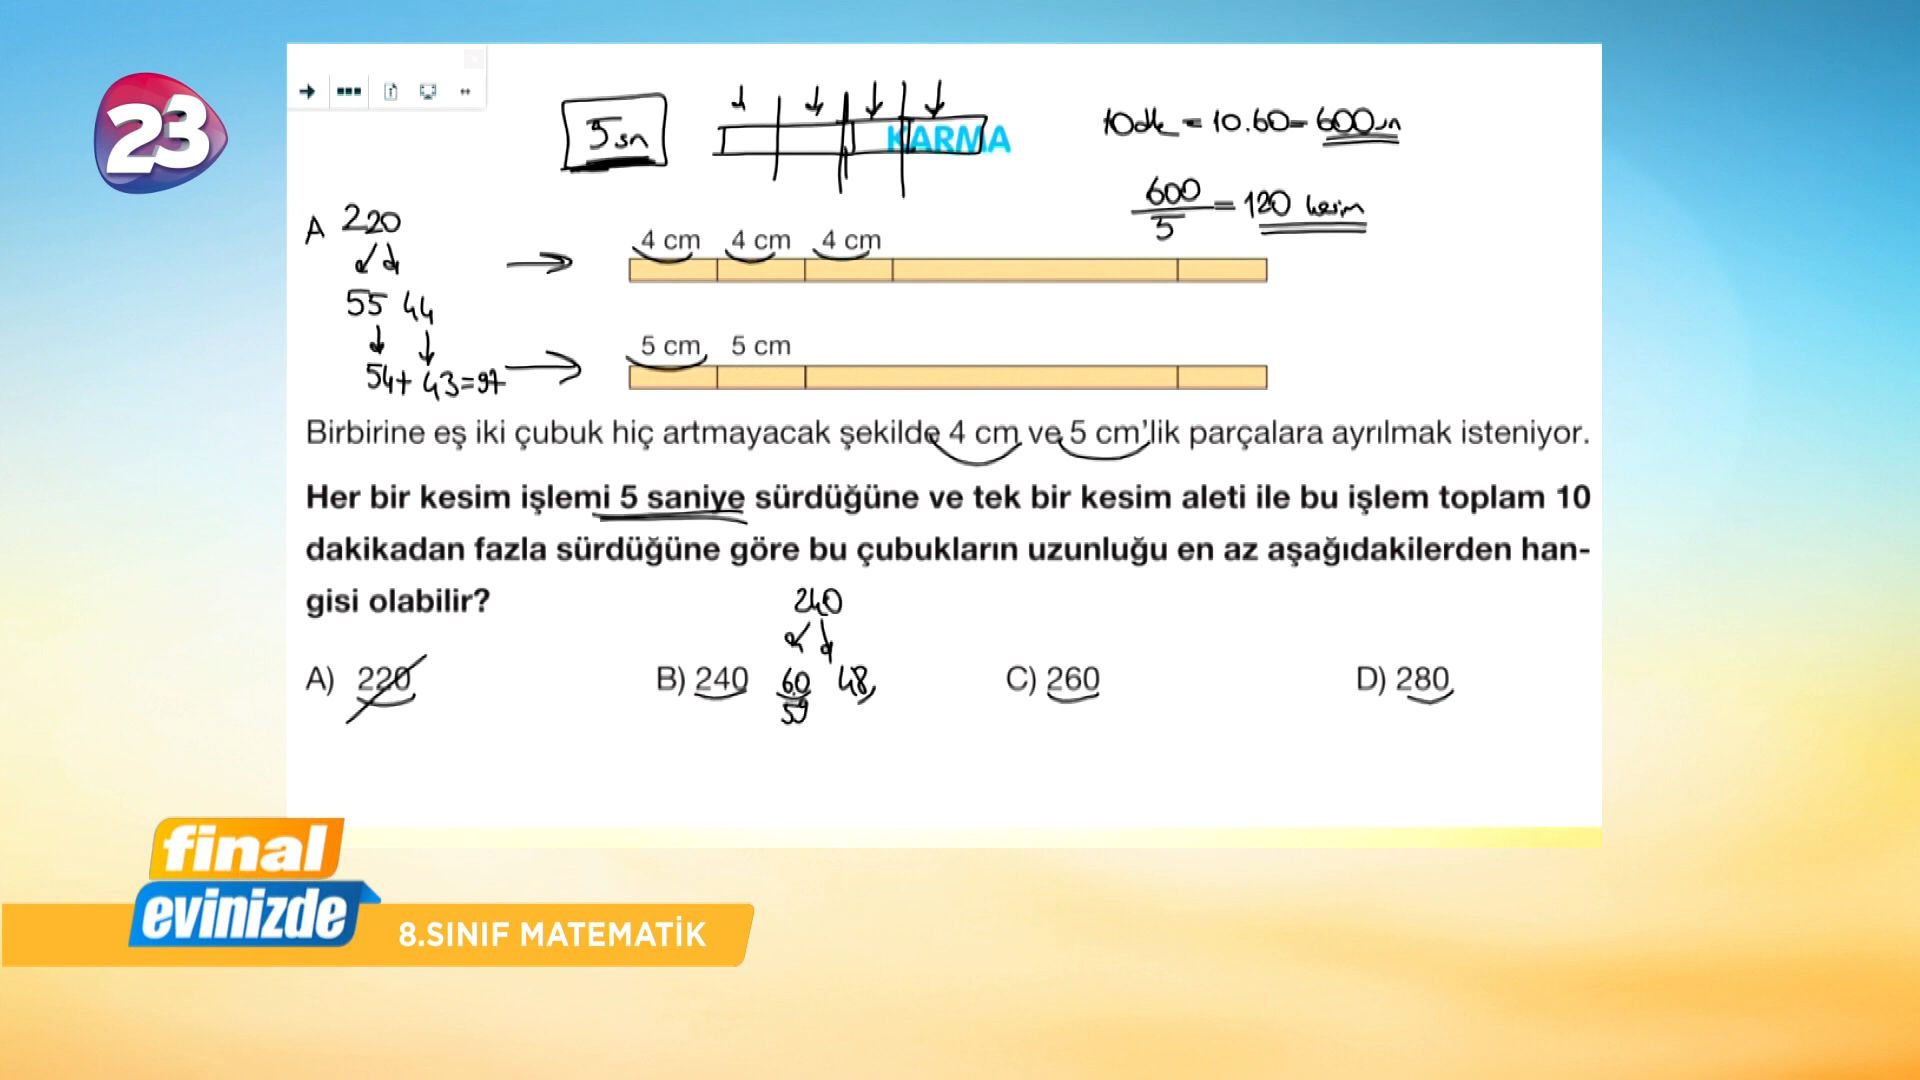 23
5 sn
KARMA
10dk = 10.60 = 600 sn
600
5
= 120 kesim
A 220
55 44
54 + 43 = 97
4 cm 4 cm 4 cm
5 cm 5 cm
Birbirine eş iki çubuk hiç artmayacak şekilde 4 cm ve 5 cm'lik parçalara ayrılmak isteniyor.
Her bir kesim işlemi 5 saniye sürdüğüne ve tek bir kesim aleti ile bu işlem toplam 10
dakikadan fazla sürdüğüne göre bu çubukların uzunluğu en az aşağıdakilerden han-
gisi olabilir?
240
A) 220 B) 240 60 48 C) 260 D) 280
59
final
evinizde
8.SINIF MATEMATİK